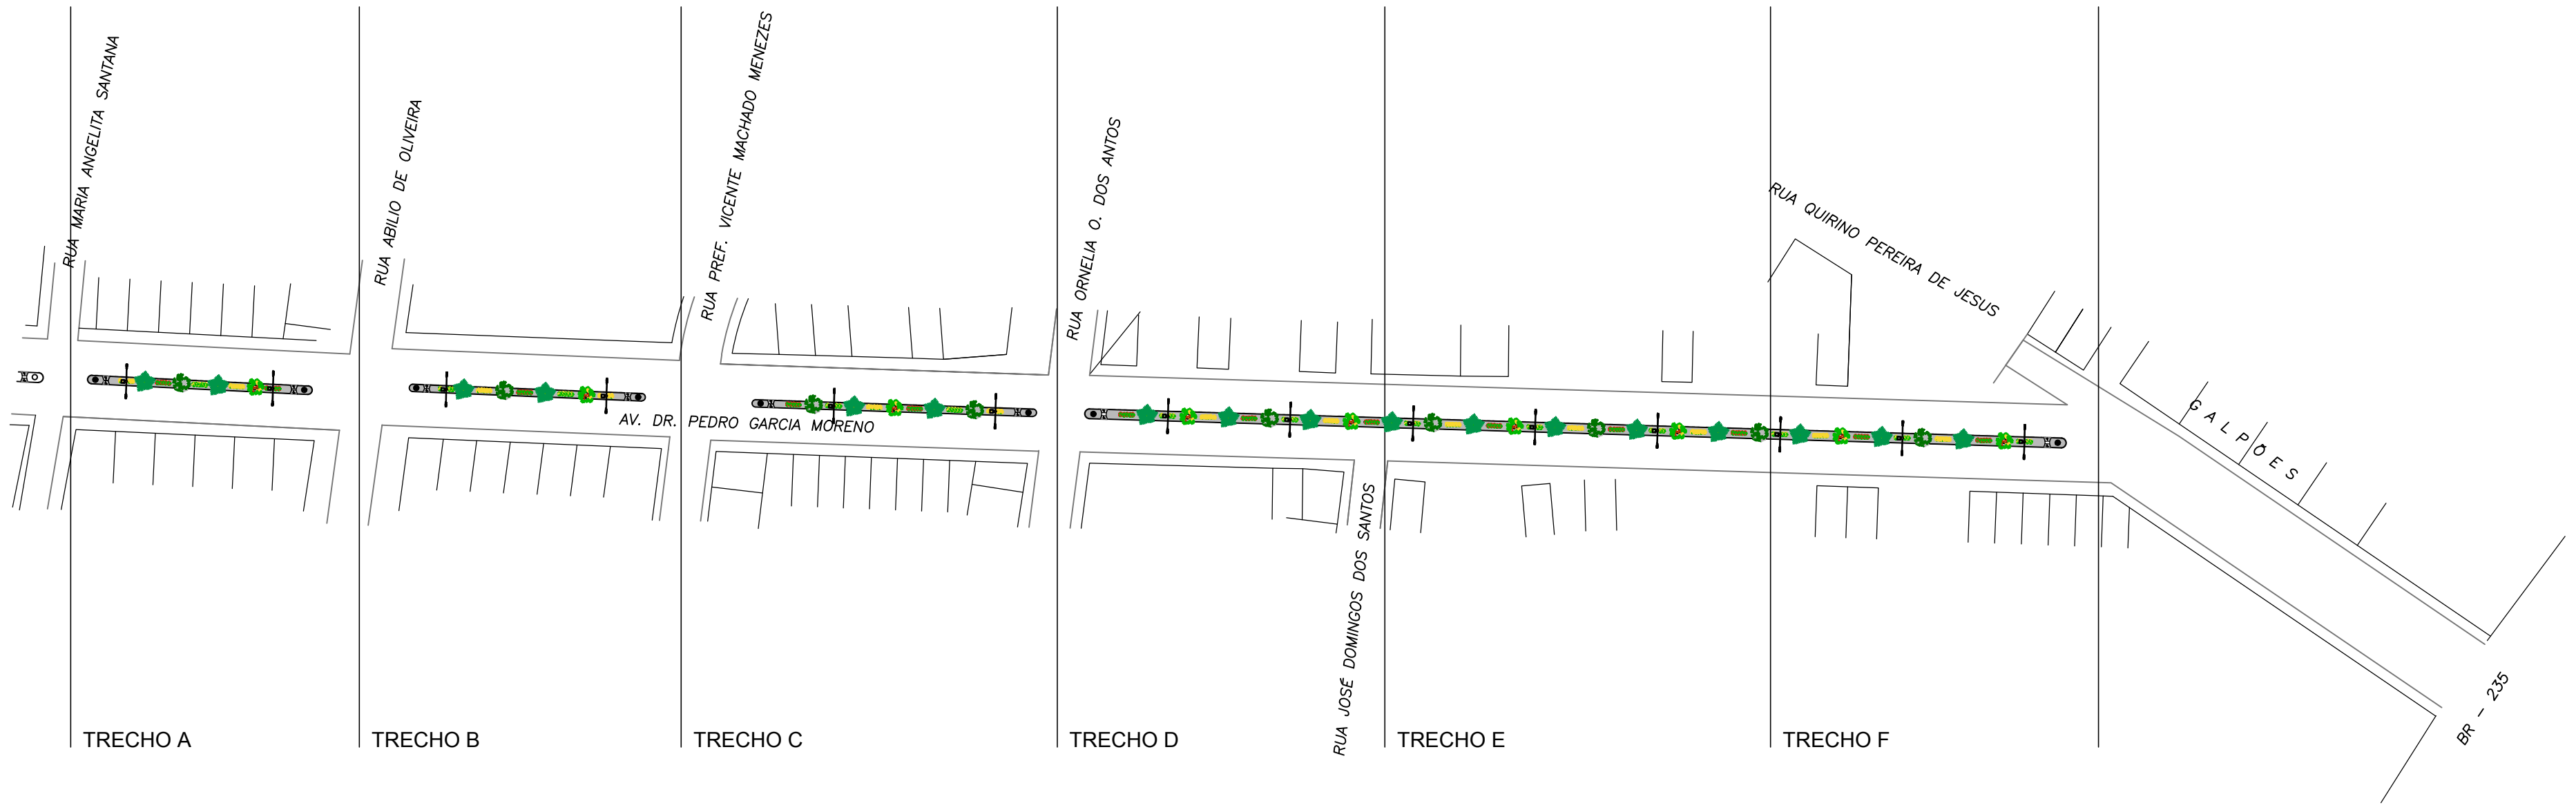 RUA MARIA ANGELITA SANTANA
RUA ABILIO DE OLIVEIRA
RUA PREF. VICENTE MACHADO MENEZES
RUA ORNELIA O. DOS ANTOS
RUA QUIRINO PEREIRA DE JESUS
AV. DR. PEDRO GARCIA MORENO
GALPÕES
RUA JOSÉ DOMINGOS DOS SANTOS
BR - 235
TRECHO A
TRECHO B
TRECHO C
TRECHO D
TRECHO E
TRECHO F